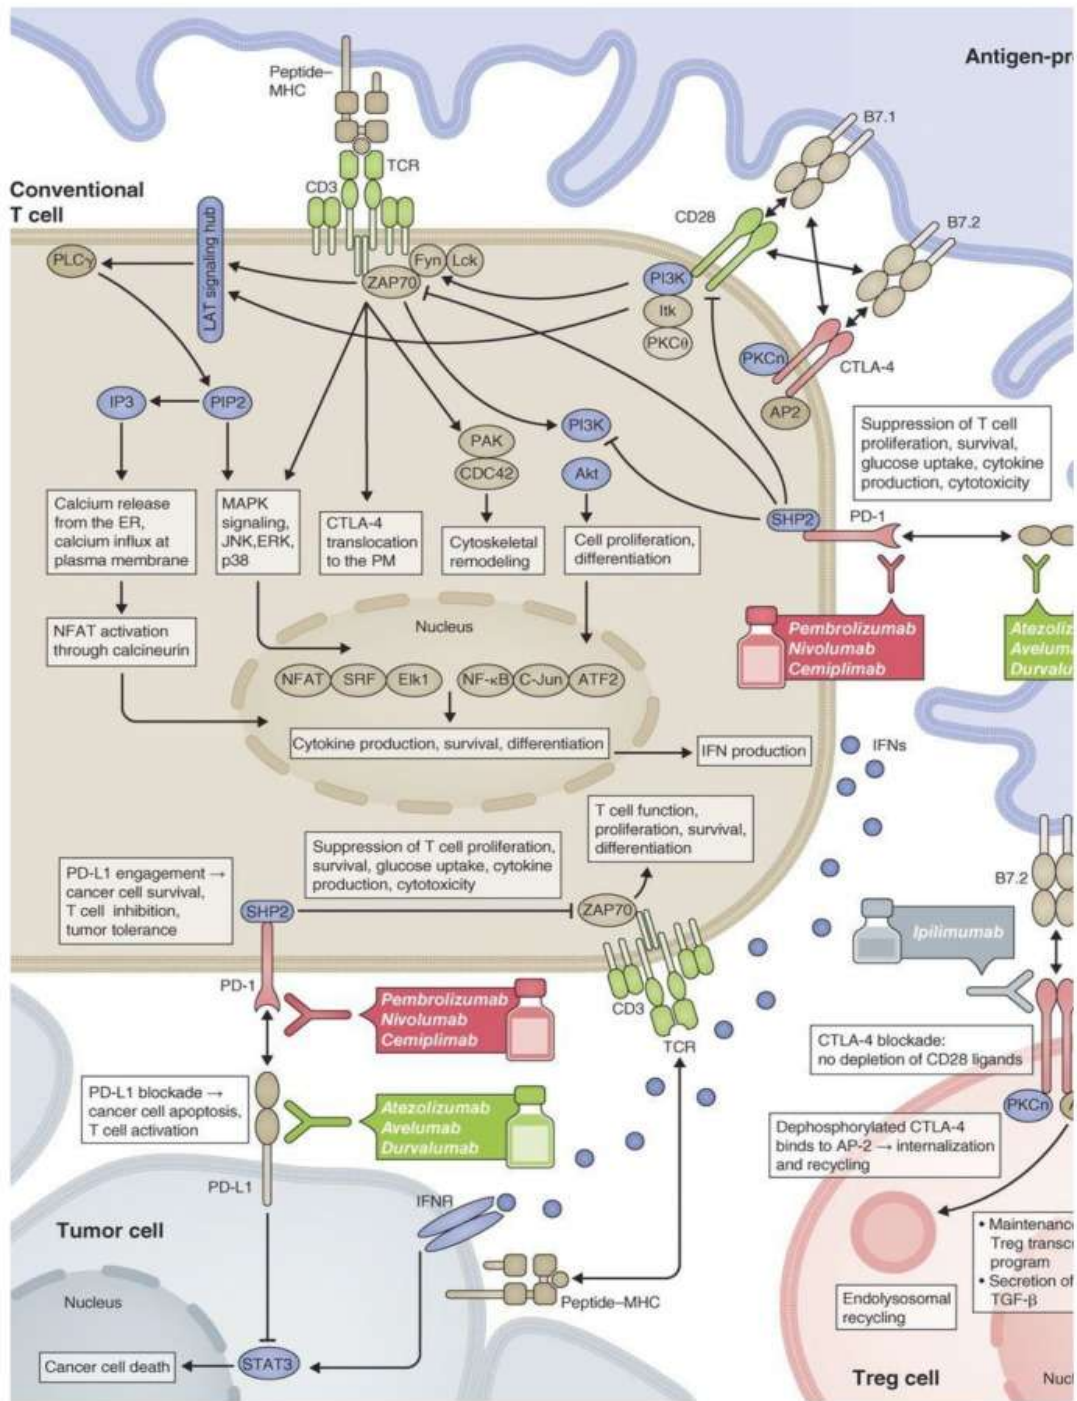 Antigen-pr
Peptide–
MHC
B7.1
TCR
CD3
Conventional
T cell
CD28
B7.2
PLCγ
LAT signaling hub
Fyn
Lck
ZAP70
PI3K
Itk
PKCθ
PKCn
CTLA-4
AP2
IP3
PIP2
PAK
CDC42
PI3K
Akt
Suppression of T cell
proliferation, survival,
glucose uptake, cytokine
production, cytotoxicity
Calcium release
from the ER,
calcium influx at
plasma membrane
MAPK
signaling,
JNK,ERK,
p38
CTLA-4
translocation
to the PM
Cytoskeletal
remodeling
Cell proliferation,
differentiation
SHP2
PD-1
NFAT activation
through calcineurin
Nucleus
Pembrolizumab
Nivolumab
Cemiplimab
Atezoliz
Aveluma
Durvalu
NFAT
SRF
Elk1
NF-κB
C-Jun
ATF2
Cytokine production, survival, differentiation
IFN production
IFNs
T cell function,
proliferation, survival,
differentiation
Suppression of T cell proliferation,
survival, glucose uptake, cytokine
production, cytotoxicity
PD-L1 engagement →
cancer cell survival,
T cell inhibition,
tumor tolerance
SHP2
ZAP70
B7.2
Ipilimumab
PD-1
Pembrolizumab
Nivolumab
Cemiplimab
CD3
TCR
CTLA-4 blockade:
no depletion of CD28 ligands
PD-L1 blockade →
cancer cell apoptosis,
T cell activation
Atezolizumab
Avelumab
Durvalumab
PKCn
A
Dephosphorylated CTLA-4
binds to AP-2 → internalization
and recycling
PD-L1
IFNR
Tumor cell
• Maintenance
Treg transcr
program
• Secretion of
TGF-β
Nucleus
Peptide–MHC
Endolysosomal
recycling
Cancer cell death
STAT3
Treg cell
Nucl